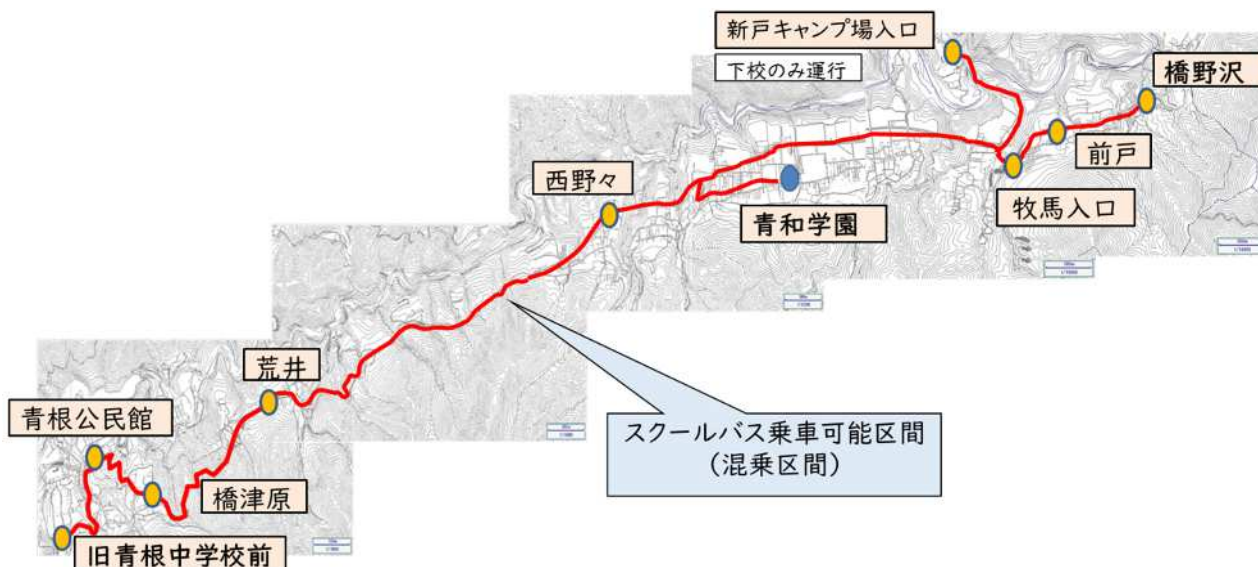 新戸キャンプ場入口
下校のみ運行
橋野沢
前戸
牧馬入口
西野々
青和学園
荒井
青根公民館
橋津原
旧青根中学校前
スクールバス乗車可能区間
（混乗区間）